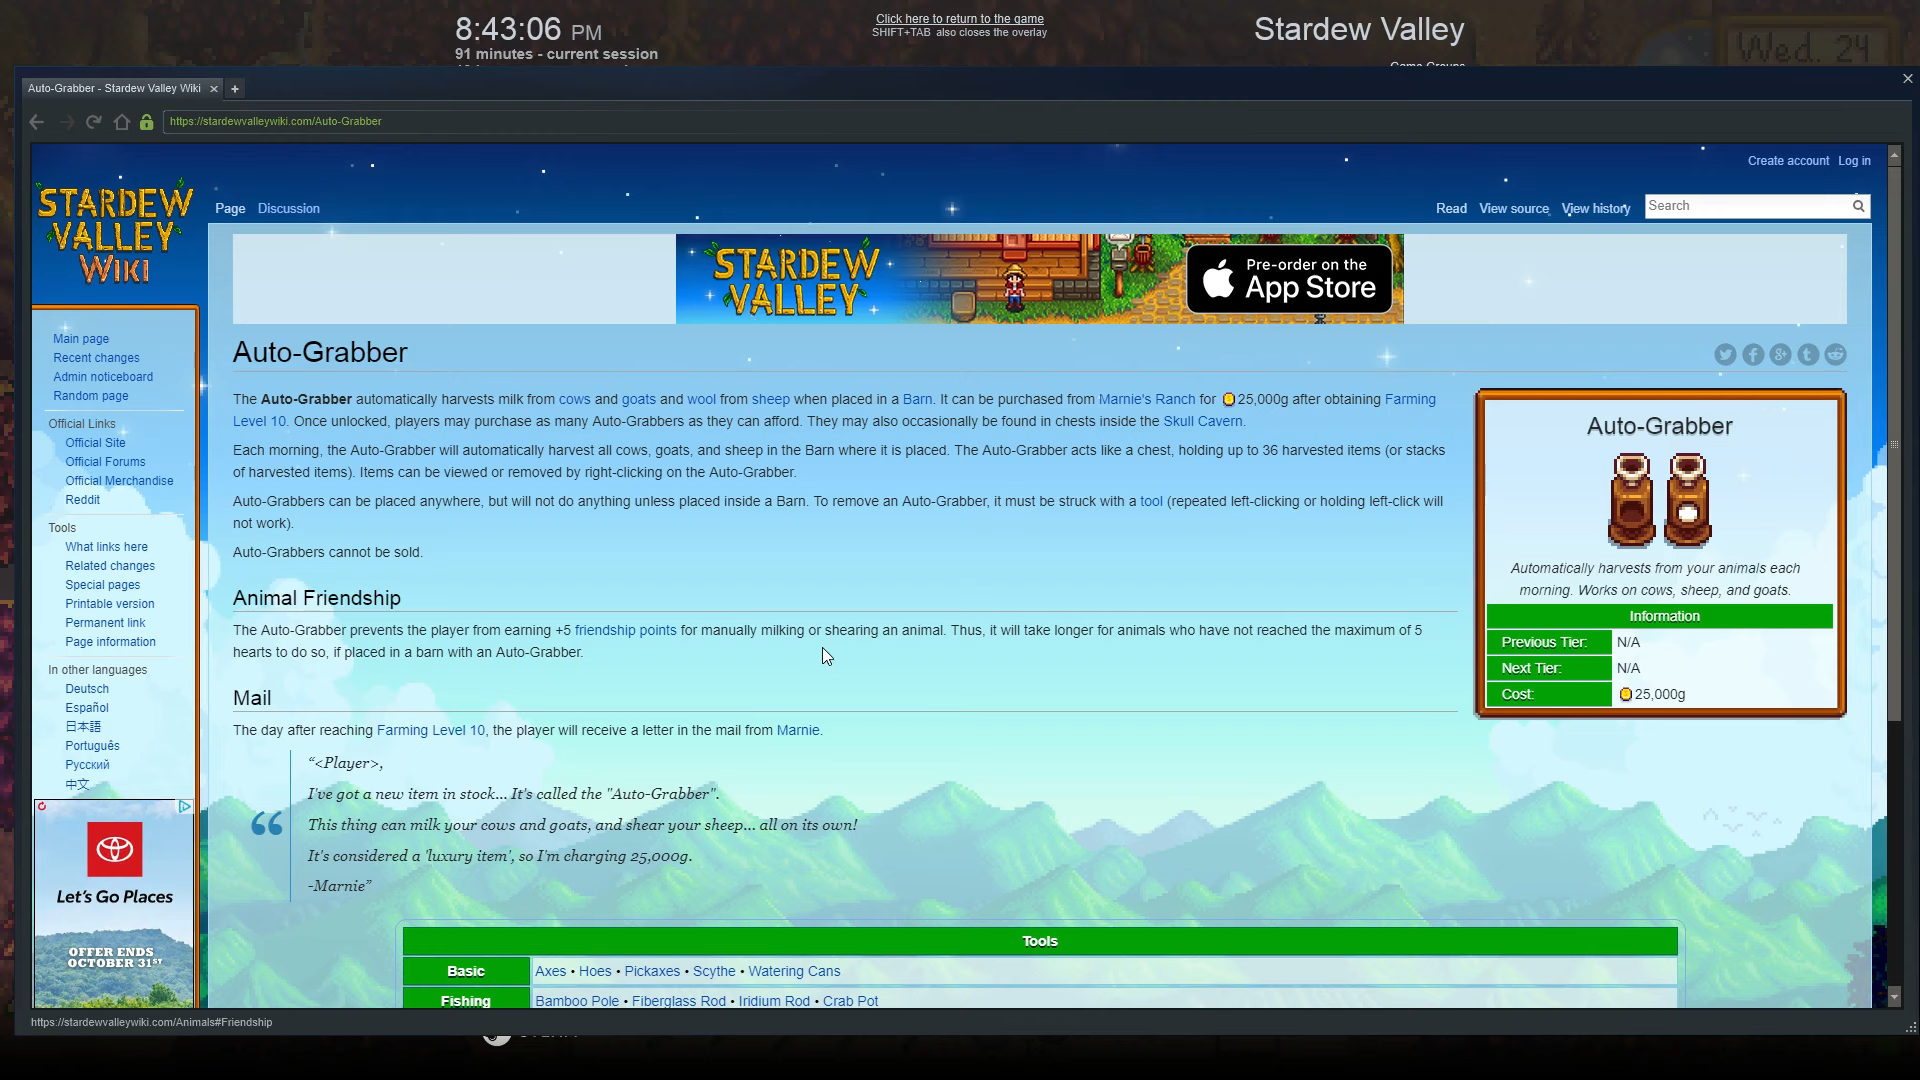 8:43:06 PM
91 minutes - current session
Click here to return to the game
SHIFT+TAB also closes the overlay
Stardew Valley
Wed. 24
Auto-Grabber - Stardew Valley Wiki
https://stardewvalleywiki.com/Auto-Grabber
Create account Log in
STARDEW VALLEY WIKI
Page Discussion
Read View source View history
Search
STARDEW VALLEY
Pre-order on the
App Store
Main page
Recent changes
Admin noticeboard
Random page
Official Links
Official Site
Official Forums
Official Merchandise
Reddit
Tools
What links here
Related changes
Special pages
Printable version
Permanent link
Page information
In other languages
Deutsch
Español
日本語
Português
Русский
中文
Let's Go Places
OFFER ENDS
OCTOBER 31ST
Auto-Grabber
The Auto-Grabber automatically harvests milk from cows and goats and wool from sheep when placed in a Barn. It can be purchased from Marnie's Ranch for 25,000g after obtaining Farming
Level 10. Once unlocked, players may purchase as many Auto-Grabbers as they can afford. They may also occasionally be found in chests inside the Skull Cavern.
Each morning, the Auto-Grabber will automatically harvest all cows, goats, and sheep in the Barn where it is placed. The Auto-Grabber acts like a chest, holding up to 36 harvested items (or stacks
of harvested items). Items can be viewed or removed by right-clicking on the Auto-Grabber.
Auto-Grabbers can be placed anywhere, but will not do anything unless placed inside a Barn. To remove an Auto-Grabber, it must be struck with a tool (repeated left-clicking or holding left-click will
not work).
Auto-Grabbers cannot be sold.
Animal Friendship
The Auto-Grabber prevents the player from earning +5 friendship points for manually milking or shearing an animal. Thus, it will take longer for animals who have not reached the maximum of 5
hearts to do so, if placed in a barn with an Auto-Grabber.
Mail
The day after reaching Farming Level 10, the player will receive a letter in the mail from Marnie.
“<Player>,
I've got a new item in stock... It's called the "Auto-Grabber".
This thing can milk your cows and goats, and shear your sheep... all on its own!
It's considered a 'luxury item', so I'm charging 25,000g.
-Marnie”
Auto-Grabber
Automatically harvests from your animals each
morning. Works on cows, sheep, and goats.
Information
Previous Tier: N/A
Next Tier: N/A
Cost: 25,000g
Tools
Basic Axes • Hoes • Pickaxes • Scythe • Watering Cans
Fishing Bamboo Pole • Fiberglass Rod • Iridium Rod • Crab Pot
https://stardewvalleywiki.com/Animals#Friendship